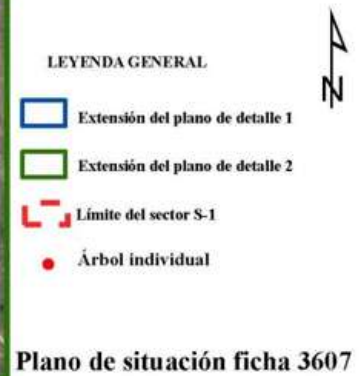 N
LEYENDA GENERAL
Extensión del plano de detalle 1
Extensión del plano de detalle 2
Límite del sector S-1
Árbol individual
Plano de situación ficha 3607